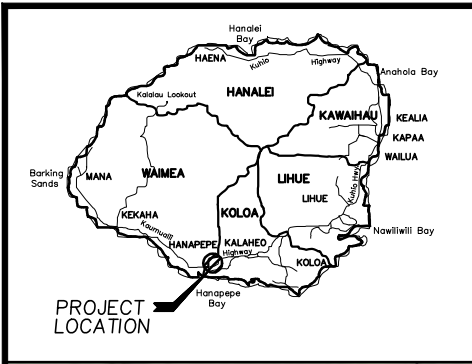 Hanalei
Bay
HAENA
Kuhio
Highway
Anahola Bay
Kalalau Lookout
HANALEI
KAWAIHAU
KEALIA
KAPAA
WAILUA
Barking
Sands
MANA
WAIMEA
LIHUE
LIHUE
Kuhio Hwy
KEKAHA
Kaumualii
KOLOA
HANAPEPE
KALAHEO
Highway
Nawiliwili Bay
KOLOA
Hanapepe
Bay
PROJECT
LOCATION